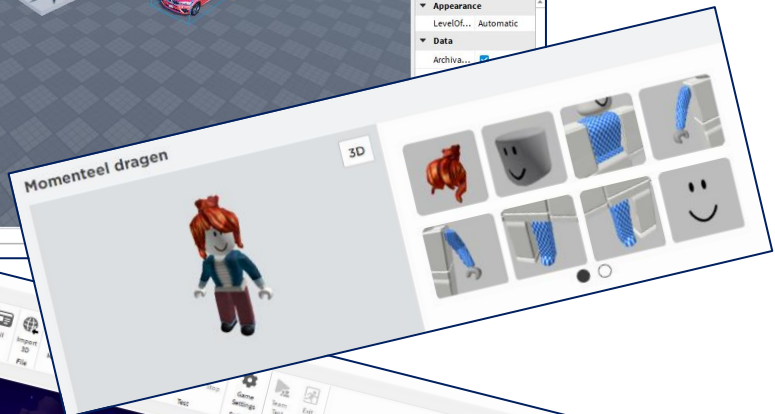 Appearance
LevelOf... Automatic
Data
Archiva...
Momenteel dragen
3D
Import
3D
File
Test
Game
Settings
Team
Test
Exit